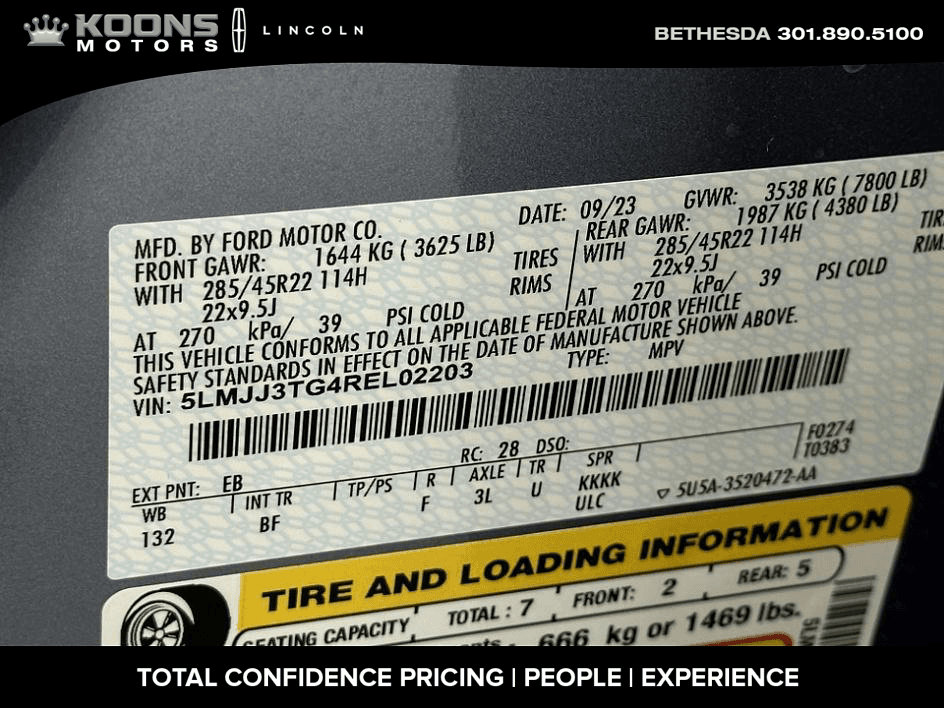 KOONS
MOTORS
LINCOLN
BETHESDA 301.890.5100
MFD. BY FORD MOTOR CO.
DATE: 09/23 GVWR: 3538 KG ( 7800 LB)
FRONT GAWR: 1644 KG ( 3625 LB)
REAR GAWR: 1987 KG ( 4380 LB)
WITH 285/45R22 114H TIRES
WITH 285/45R22 114H
22x9.5J RIMS
22x9.5J
AT 270 kPa/ 39 PSI COLD
AT 270 kPa/ 39 PSI COLD
THIS VEHICLE CONFORMS TO ALL APPLICABLE FEDERAL MOTOR VEHICLE
SAFETY STANDARDS IN EFFECT ON THE DATE OF MANUFACTURE SHOWN ABOVE.
VIN: 5LMJJ3TG4REL02203
TYPE: MPV
EXT PNT: EB RC: 28 DSO:
F0274
T0383
WB INT TR TP/PS R AXLE TR SPR
132 BF F 3L U KKKK
ULC
5U5A-3520472-AA
TIRE AND LOADING INFORMATION
SEATING CAPACITY TOTAL : 7 FRONT: 2 REAR: 5
666 kg or 1469 lbs.
TOTAL CONFIDENCE PRICING | PEOPLE | EXPERIENCE